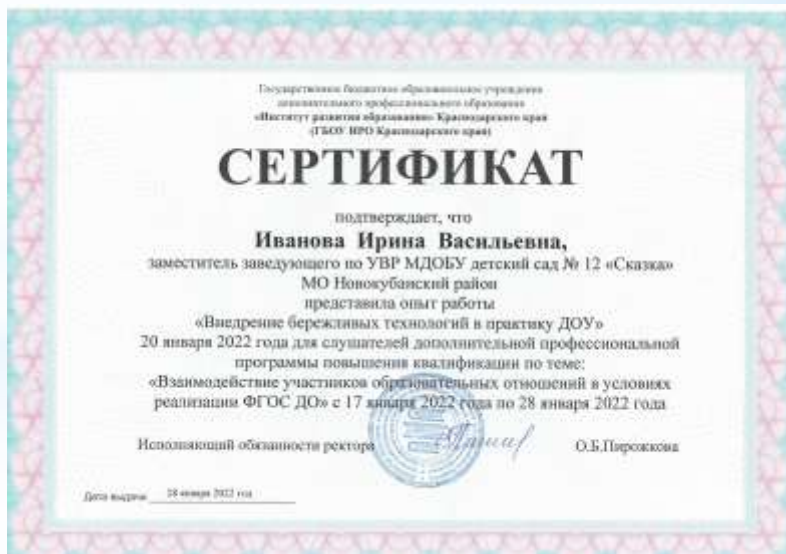 Государственное бюджетное образовательное учреждение
дополнительного профессионального образования
«Институт развития образования» Краснодарского края
(ГБОУ ИРО Краснодарского края)
СЕРТИФИКАТ
подтверждает, что
Иванова Ирина Васильевна,
заместитель заведующего по УВР МДОБУ детский сад № 12 «Сказка»
МО Новокубанский район
представила опыт работы
«Внедрение бережливых технологий в практику ДОУ»
20 января 2022 года для слушателей дополнительной профессиональной
программы повышения квалификации по теме:
«Взаимодействие участников образовательных отношений в условиях
реализации ФГОС ДО» с 17 января 2022 года по 28 января 2022 года
Исполняющий обязанности ректора О.Б.Пирожкова
Дата выдачи 28 января 2022 год